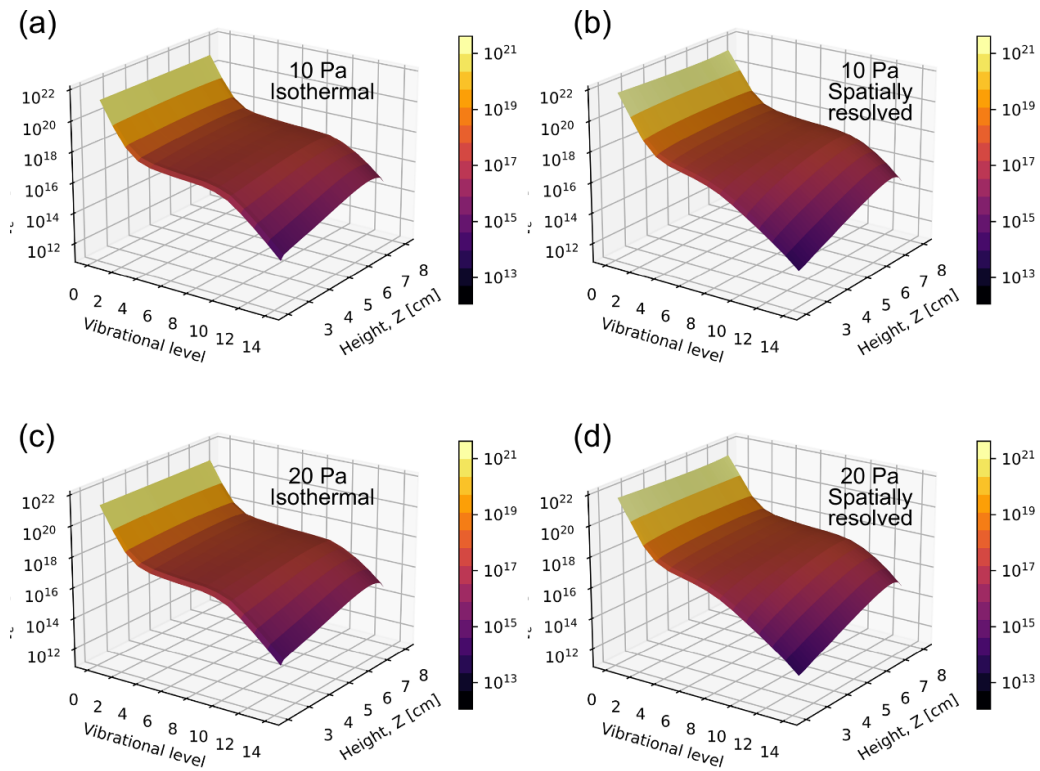 (a)
10 Pa
Isothermal
10²²
10²⁰
10¹⁸
10¹⁶
10¹⁴
10¹²
0 2 4 6 8 10 12 14
Vibrational level
3 4 5 6 7 8
Height, Z [cm]
10²¹
10¹⁹
10¹⁷
10¹⁵
10¹³
(b)
10 Pa
Spatially
resolved
10²²
10²⁰
10¹⁸
10¹⁶
10¹⁴
10¹²
0 2 4 6 8 10 12 14
Vibrational level
3 4 5 6 7 8
Height, Z [cm]
10²¹
10¹⁹
10¹⁷
10¹⁵
10¹³
(c)
20 Pa
Isothermal
10²²
10²⁰
10¹⁸
10¹⁶
10¹⁴
10¹²
0 2 4 6 8 10 12 14
Vibrational level
3 4 5 6 7 8
Height, Z [cm]
10²¹
10¹⁹
10¹⁷
10¹⁵
10¹³
(d)
20 Pa
Spatially
resolved
10²²
10²⁰
10¹⁸
10¹⁶
10¹⁴
10¹²
0 2 4 6 8 10 12 14
Vibrational level
3 4 5 6 7 8
Height, Z [cm]
10²¹
10¹⁹
10¹⁷
10¹⁵
10¹³